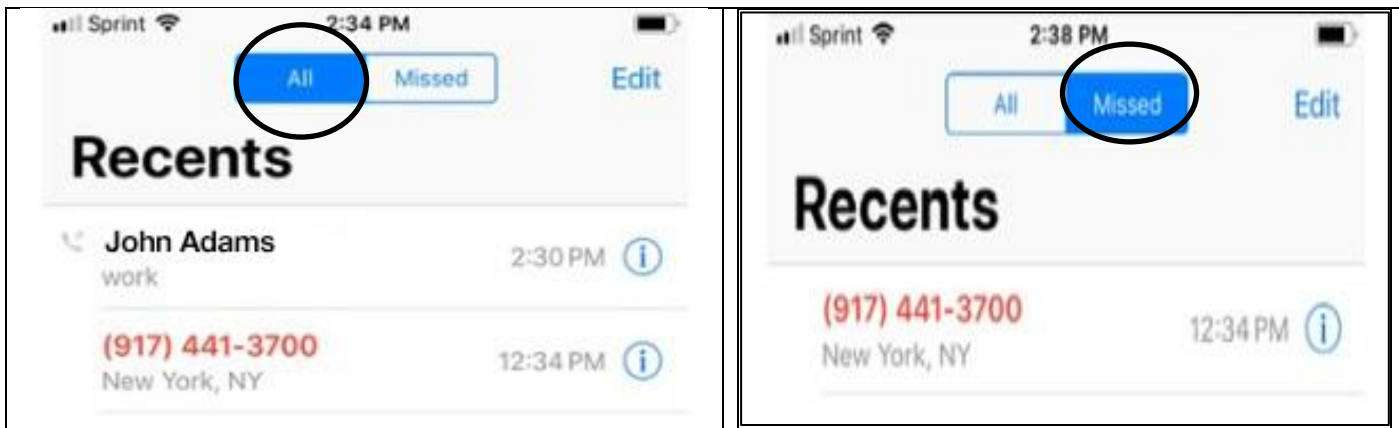 Sprint 2:34 PM
All Missed Edit
Recents
John Adams
work
2:30 PM
(917) 441-3700
New York, NY
12:34 PM
Sprint 2:38 PM
All Missed Edit
Recents
(917) 441-3700
New York, NY
12:34 PM